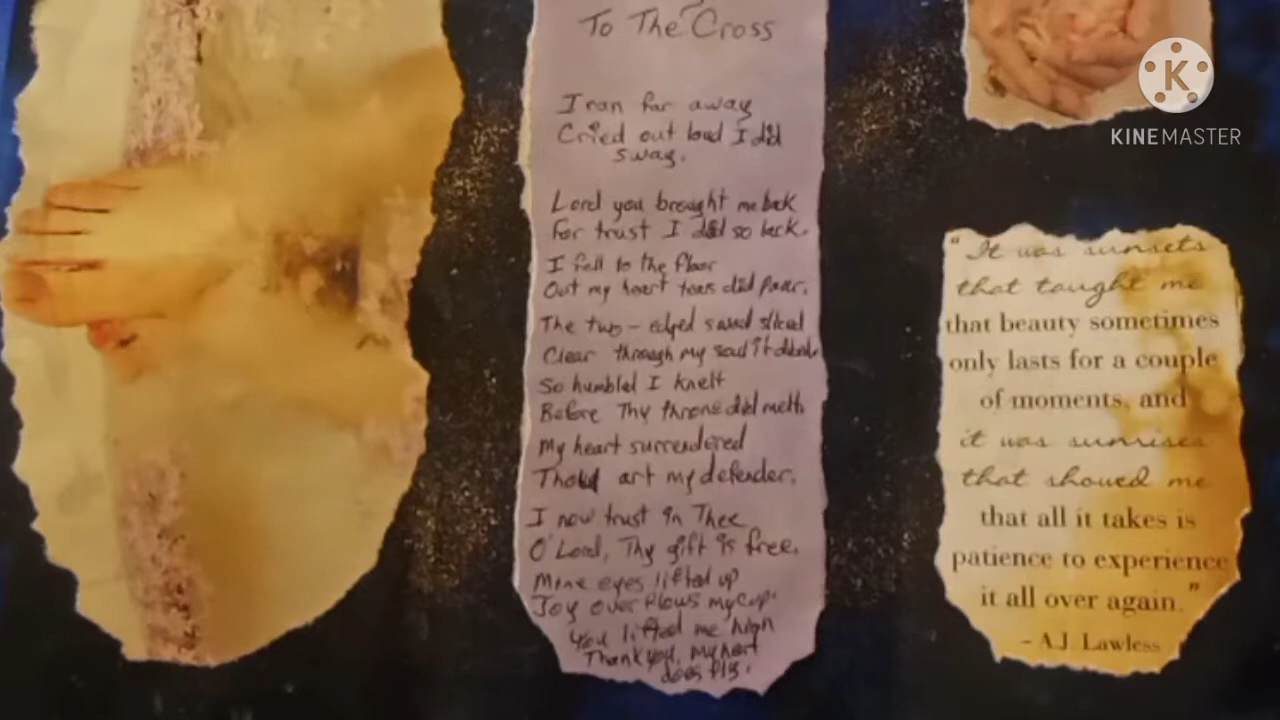 To The Cross
I ran far away
Cried out loud I did
sway.
Lord you brought me back
For trust I did so lack.
I fell to the floor
Out my heart tears did pour.
The two-edged sword sliced
Clear through my soul it
So humbled I knelt
Before Thy throne did melt
My heart surrendered
Thou art my defender.
I now trust in Thee
O' Lord, Thy gift is free.
Mine eyes lifted up
Joy overflows my cup.
You lifted me high
Thank you, my heart
does fly.
KINEMASTER
"It was sunsets
that taught me
that beauty sometimes
only lasts for a couple
of moments, and
it was sunrises
that showed me
that all it takes is
patience to experience
it all over again."
- A.J. Lawless